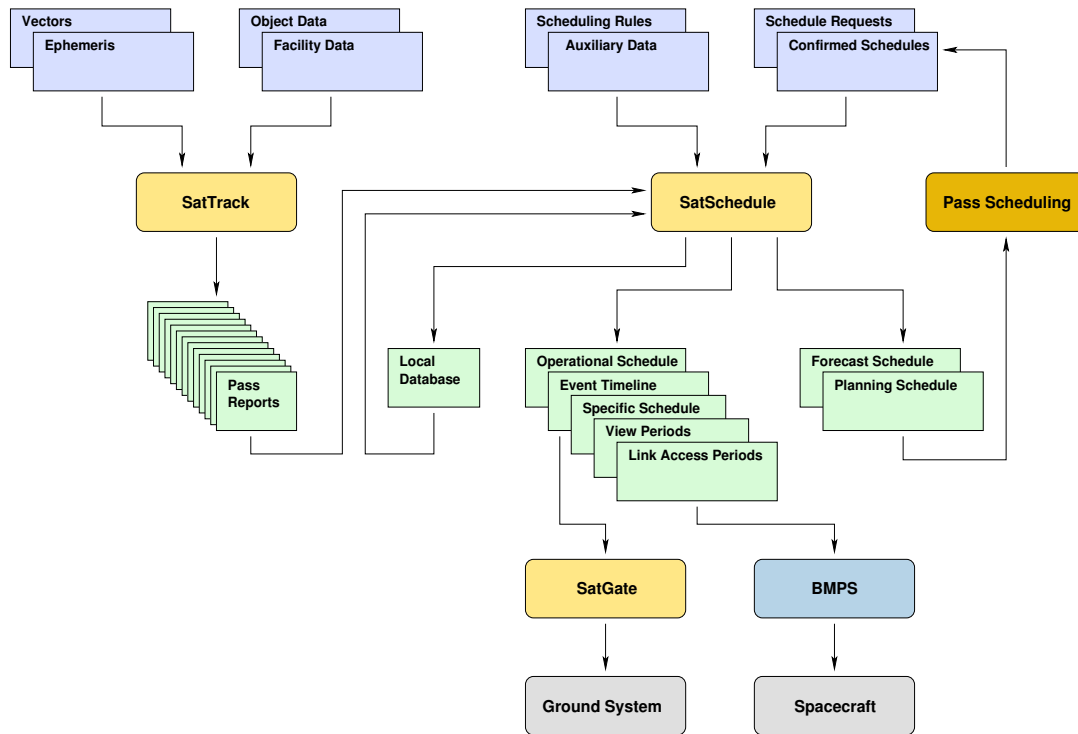 Vectors
Ephemeris
Object Data
Facility Data
Scheduling Rules
Auxiliary Data
Schedule Requests
Confirmed Schedules
SatTrack
SatSchedule
Pass Scheduling
Pass
Reports
Local
Database
Operational Schedule
Event Timeline
Specific Schedule
View Periods
Link Access Periods
Forecast Schedule
Planning Schedule
SatGate
BMPS
Ground System
Spacecraft